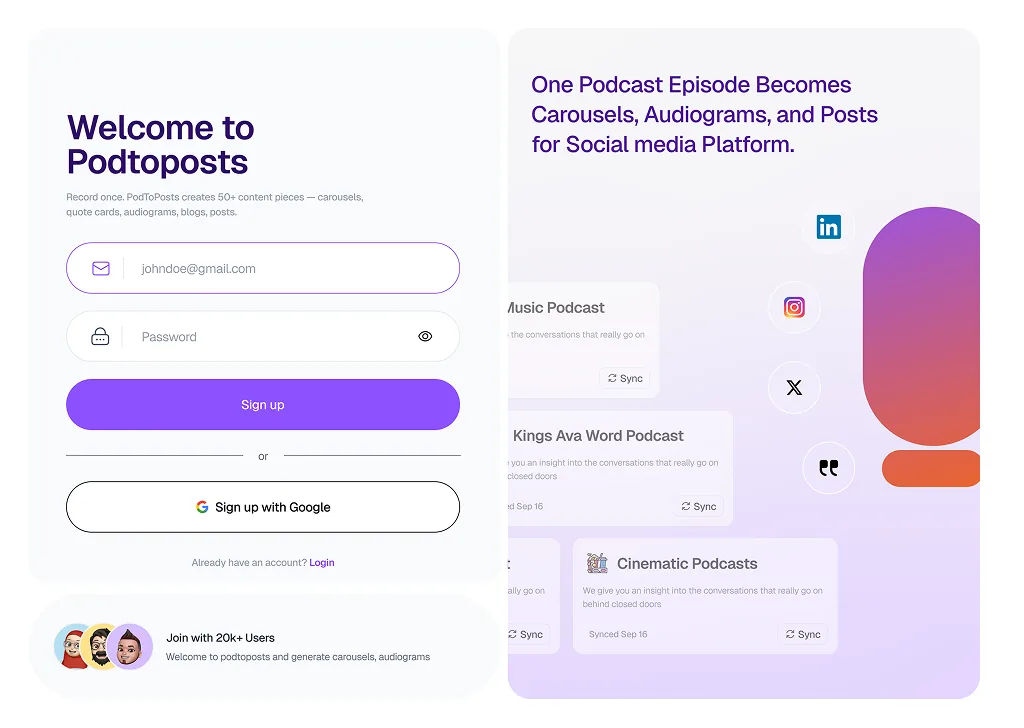 Welcome to
Podtoposts
Record once. PodToPosts creates 50+ content pieces — carousels,
quote cards, audiograms, blogs, posts.
johndoe@gmail.com
Password
Sign up
or
Sign up with Google
Already have an account? Login
Join with 20k+ Users
Welcome to podtoposts and generate carousels, audiograms
One Podcast Episode Becomes
Carousels, Audiograms, and Posts
for Social media Platform.
in
Music Podcast
the conversations that really go on
Sync
Kings Ava Word Podcast
you an insight into the conversations that really go on
closed doors
Sep 16
Sync
ally go on
Sync
Cinematic Podcasts
We give you an insight into the conversations that really go on
behind closed doors
Synced Sep 16
Sync